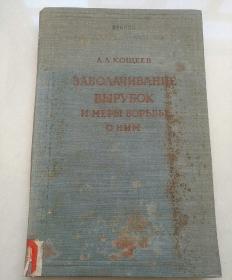 А. Л. КОЩЕЕВ
ЗАБОЛАЧИВАНИЕ
ВЫРУБОК
И МЕРЫ БОРЬБЫ
С НИМ